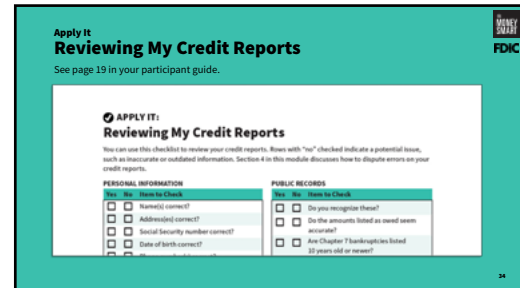 Apply It
Reviewing My Credit Reports
See page 19 in your participant guide.
MONEY
SMART
FDIC
APPLY IT:
Reviewing My Credit Reports
You can use this checklist to review your credit reports. Rows with "no" checked indicate a potential issue,
such as inaccurate or outdated information. Section 4 in this module discusses how to dispute errors on your
credit reports.
PERSONAL INFORMATION
Yes No Item to Check
Name(s) correct?
Address(es) correct?
Social Security number correct?
Date of birth correct?
PUBLIC RECORDS
Yes No Item to Check
Do you recognize these?
Do the amounts listed as owed seem
accurate?
Are Chapter 7 bankruptcies listed
10 years old or newer?
34